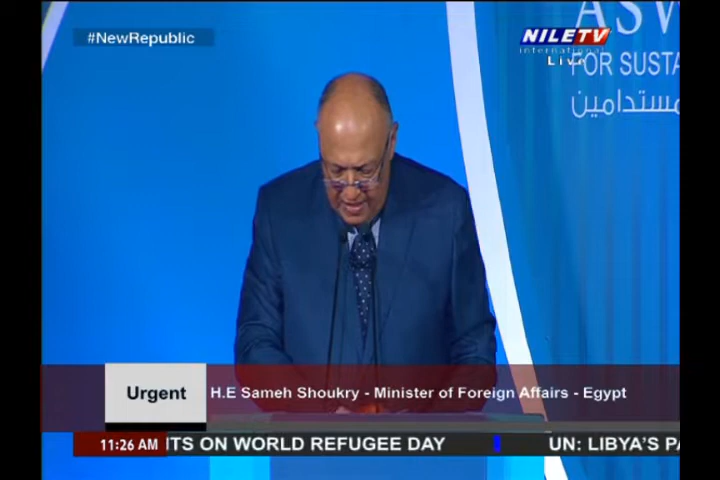 #NewRepublic
NILETV
international
Live
ASW
FOR SUSTA
مستدامين
Urgent
H.E Sameh Shoukry - Minister of Foreign Affairs - Egypt
11:26 AM
ITS ON WORLD REFUGEE DAY
UN: LIBYA'S PA